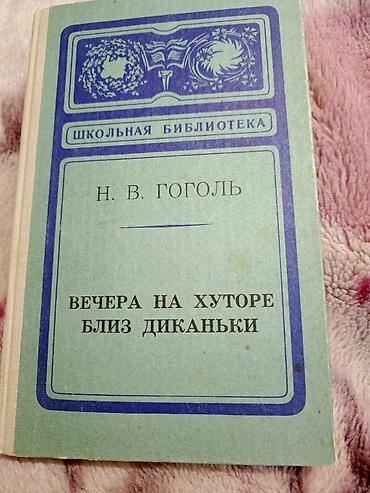 ШКОЛЬНАЯ БИБЛИОТЕКА
Н. В. ГОГОЛЬ
ВЕЧЕРА НА ХУТОРЕ
БЛИЗ ДИКАНЬКИ